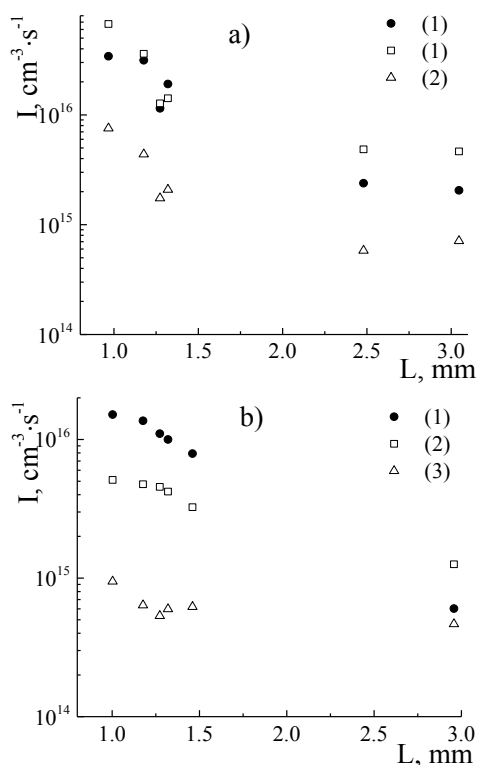 a)
I, cm⁻³·s⁻¹
● (1)
□ (1)
△ (2)
10¹⁶
10¹⁵
10¹⁴
1.0 1.5 2.0 2.5 3.0
L, mm
b)
I, cm⁻³·s⁻¹
● (1)
□ (2)
△ (3)
10¹⁶
10¹⁵
10¹⁴
1.0 1.5 2.0 2.5 3.0
L, mm